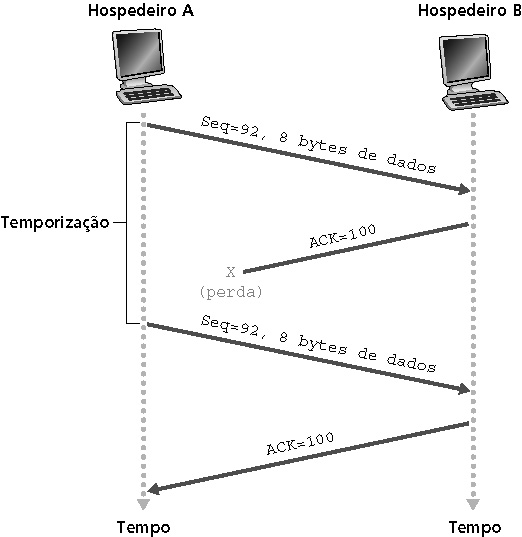 Hospedeiro A
Hospedeiro B
Seq=92, 8 bytes de dados
Temporização
ACK=100
X
(perda)
Seq=92, 8 bytes de dados
ACK=100
Tempo
Tempo